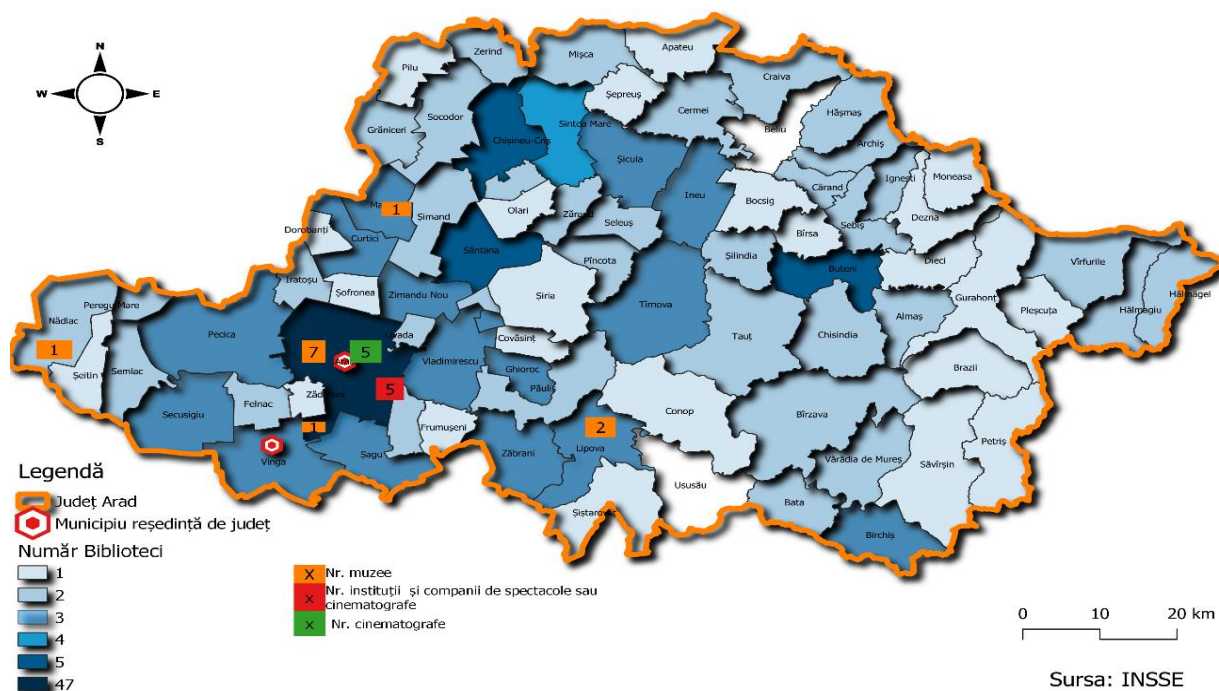 N
W E
S
Pilu
Zerind
Mișca
Apateu
Craiva
Grăniceri
Socodor
Chișineu-Criș
Sintea Mare
Șepreuș
Cermei
Beliu
Hășmaș
Archiș
Șicula
Ineu
Bocsig
Cărand
Ignești
Moneasa
Dezna
Sebiș
Bîrsa
1
Șimand
Olari
Zărand
Seleuș
Dorobanți
Curtici
Sântana
Pîncota
Șilindia
Buteni
Dieci
Gurahonț
Vîrfurile
Hălmăgel
Hălmagiu
Pleșcuța
Iratoșu
Șofronea
Zimandu Nou
Șiria
Tîrnova
Tauț
Chisindia
Almaș
Brazii
Peregu Mare
Nădlac
1
Șeitin
Semlac
Pecica
7
5
5
Livada
Vladimirescu
Covăsinț
Ghioroc
Păuliș
Conop
Bîrzava
Petriș
Săvîrșin
Secusigiu
Felnac
1
Frumușeni
Vinga
Șagu
Zăbrani
2
Lipova
Ususău
Vărădia de Mureș
Bata
Șiștarovăț
Birchiș
Legendă
Județ Arad
Municipiu reședință de județ
Număr Biblioteci
1
2
3
4
5
47
X Nr. muzee
x Nr. instituții și companii de spectacole sau
cinematografe
x Nr. cinematografe
0 10 20 km
Sursa: INSSE